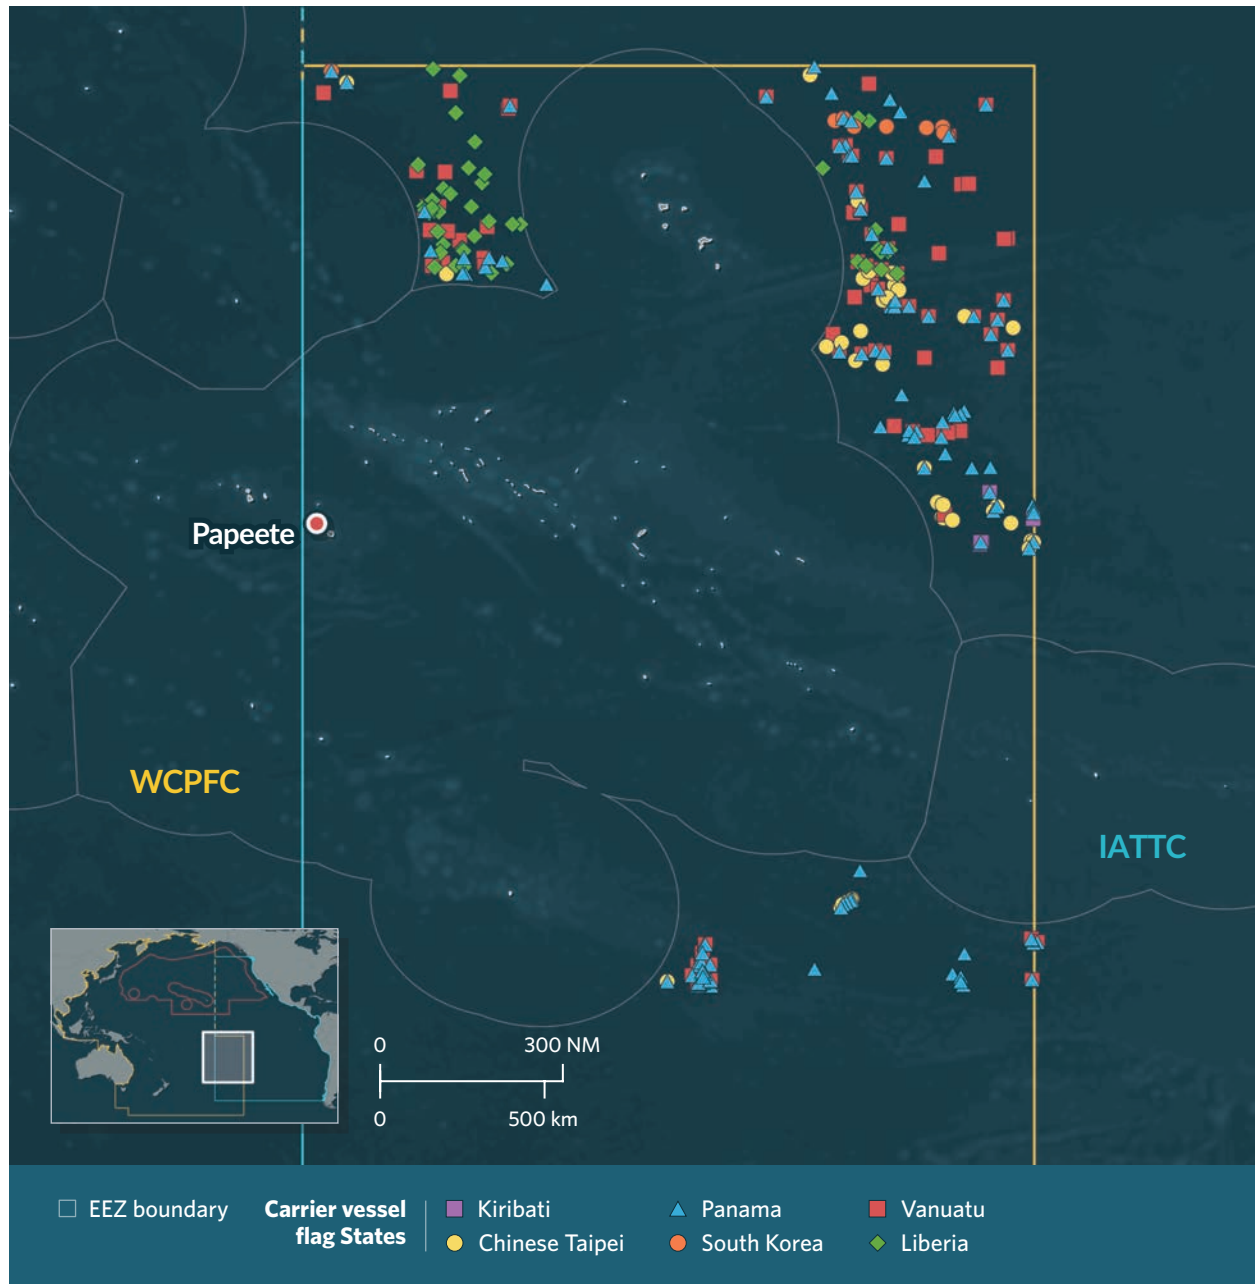 Papeete
WCPFC
IATTC
0 300 NM
0 500 km
EEZ boundary
Carrier vessel
flag States
Kiribati
Panama
Vanuatu
Chinese Taipei
South Korea
Liberia